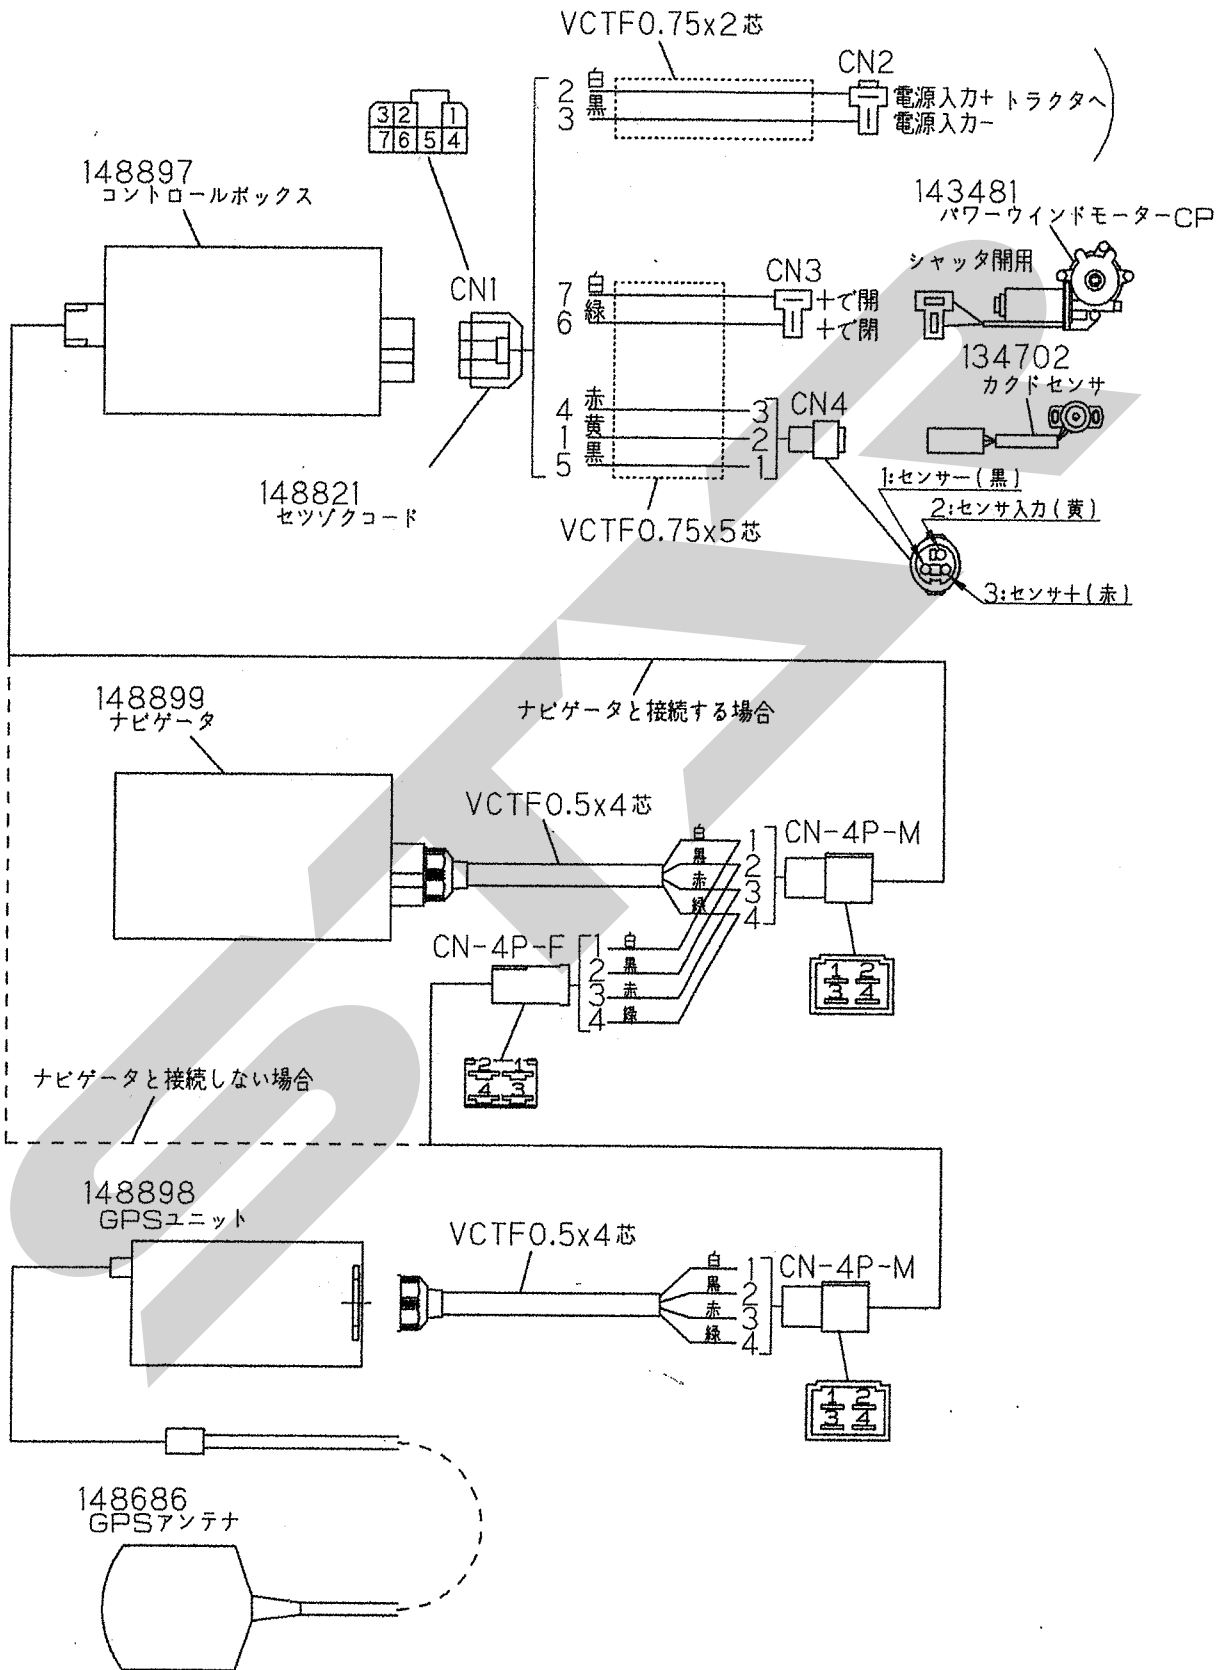 VCTF0.75x2芯
CN2
2 白
3 黒
電源入力+ トラクタへ
電源入力-
3 2 1
7 6 5 4
148897
コントロールボックス
143481
パワーウインドモーターCP
シャッタ開用
CN1
7 白
6 緑
CN3
+で開
+で閉
134702
カクドセンサ
4 赤 3
1 黄 2
5 黒 1
CN4
148821
セツゾクコード
VCTF0.75x5芯
1:センサー(黒)
2:センサ入力(黄)
3:センサ+(赤)
148899
ナビゲータ
ナビゲータと接続する場合
VCTF0.5x4芯
白 1
黒 2
赤 3
緑 4
CN-4P-M
CN-4P-F
1 白
2 黒
3 赤
4 緑
1 2
3 4
2 1
4 3
ナビゲータと接続しない場合
148898
GPSユニット
VCTF0.5x4芯
白 1
黒 2
赤 3
緑 4
CN-4P-M
1 2
3 4
148686
GPSアンテナ
STAR